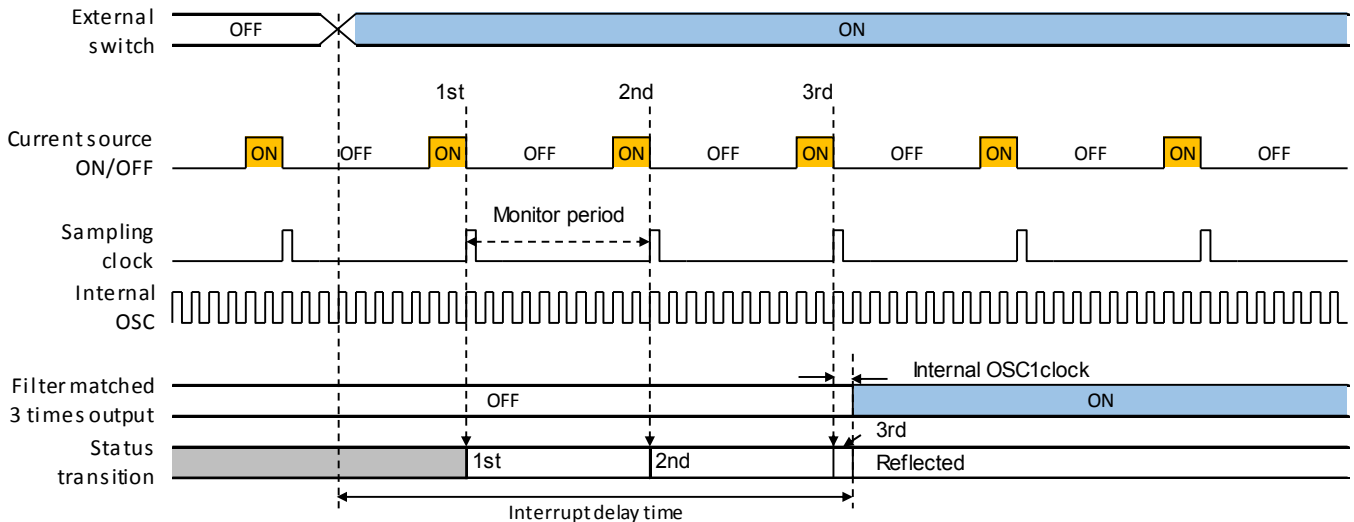 External
switch
OFF
ON
1st
2nd
3rd
Current source
ON/OFF
ON
OFF
ON
OFF
ON
OFF
ON
OFF
ON
OFF
ON
OFF
Monitor period
Sampling
clock
Internal
OSC
Internal OSC1clock
Filter matched
3 times output
OFF
ON
Status
transition
1st
2nd
3rd
Reflected
Interrupt delay time